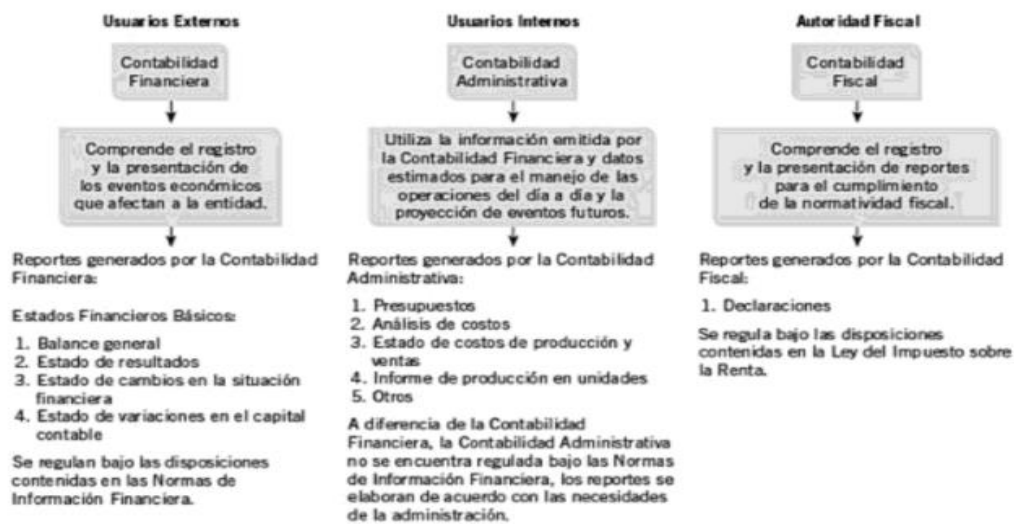 Usuarios Externos
Contabilidad
Financiera
Comprende el registro
y la presentación de
los eventos económicos
que afectan a la entidad.
Reportes generados por la Contabilidad
Financiera:
Estados Financieros Básicos:
1. Balance general
2. Estado de resultados
3. Estado de cambios en la situación
financiera
4. Estado de variaciones en el capital
contable
Se regulan bajo las disposiciones
contenidas en las Normas de
Información Financiera.
Usuarios Internos
Contabilidad
Administrativa
Utiliza la información emitida por
la Contabilidad Financiera y datos
estimados para el manejo de las
operaciones del día a día y la
proyección de eventos futuros.
Reportes generados por la Contabilidad
Administrativa:
1. Presupuestos
2. Análisis de costos
3. Estado de costos de producción y
ventas
4. Informe de producción en unidades
5. Otros
A diferencia de la Contabilidad
Financiera, la Contabilidad Administrativa
no se encuentra regulada bajo las Normas
de Información Financiera, los reportes se
elaboran de acuerdo con las necesidades
de la administración.
Autoridad Fiscal
Contabilidad
Fiscal
Comprende el registro
y la presentación de reportes
para el cumplimiento
de la normatividad fiscal.
Reportes generados por la Contabilidad
Fiscal:
1. Declaraciones
Se regula bajo las disposiciones
contenidas en la Ley del Impuesto sobre
la Renta.